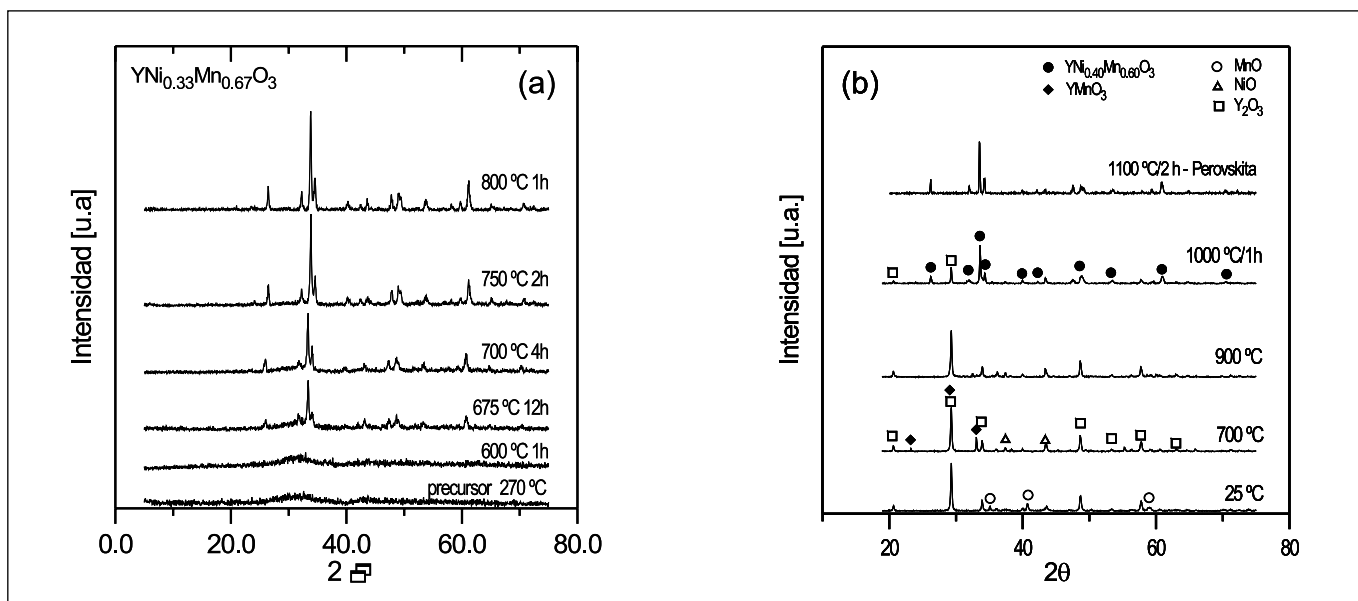 YNi0.33Mn0.67O3
(a)
Intensidad [u.a]
800 ºC 1h
750 ºC 2h
700 ºC 4h
675 ºC 12h
600 ºC 1h
precursor 270 ºC
0.0 20.0 40.0 60.0 80.0
2
(b)
YNi0.40Mn0.60O3
YMnO3
MnO
NiO
Y2O3
Intensidad [u.a.]
1100 ºC/2 h - Perovskita
1000 ºC/1h
900 ºC
700 ºC
25 ºC
20 40 60 80
2θ